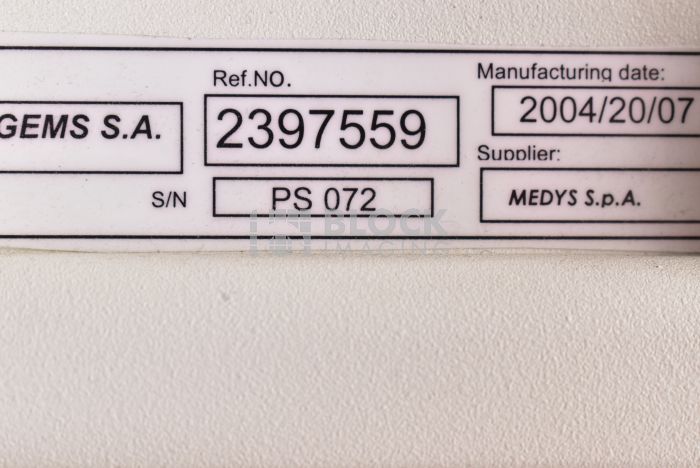 Ref.NO.
Manufacturing date:
GEMS S.A.
2397559
2004/20/07
Supplier:
S/N
PS 072
MEDYS S.p.A.
BLOCK
IMAGING